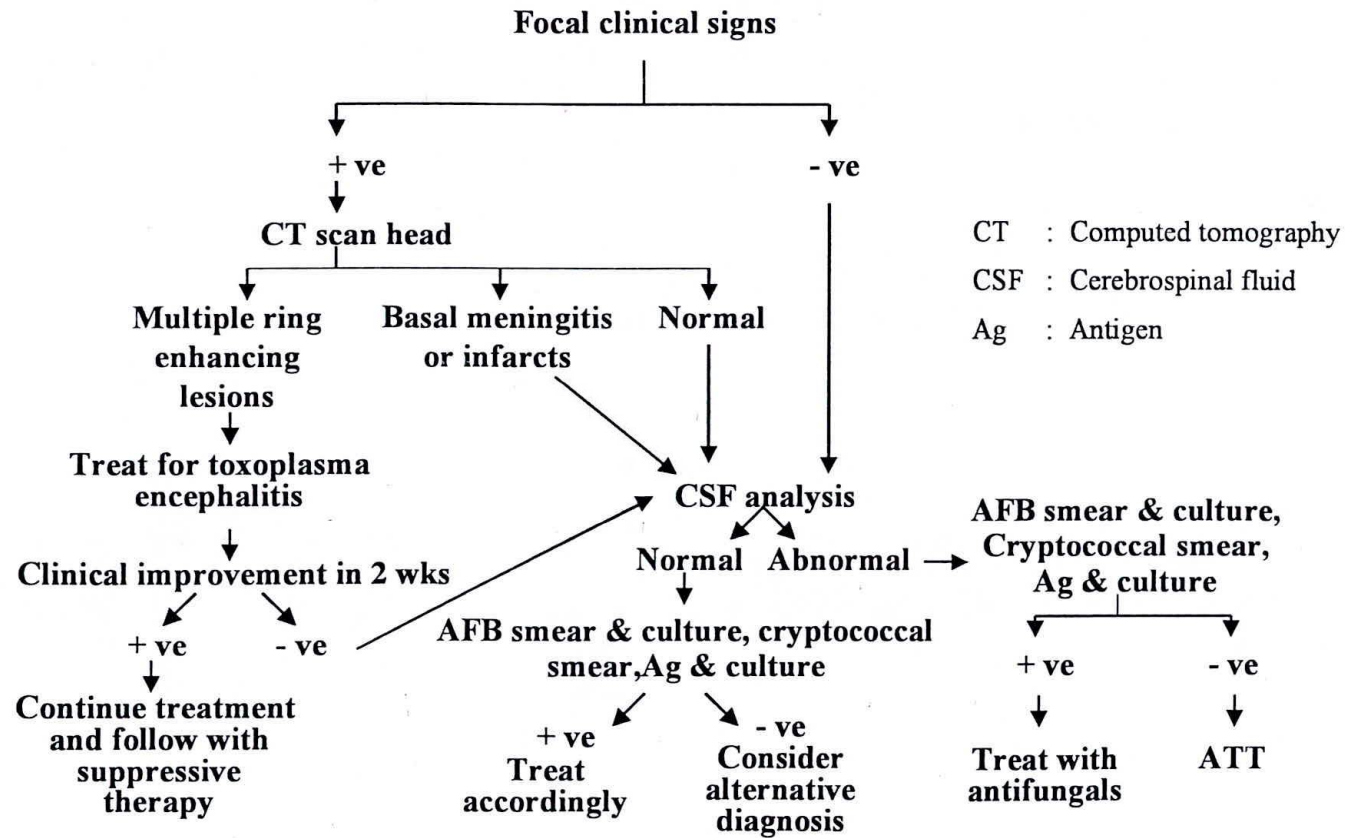 Focal clinical signs
+ ve
- ve
CT scan head
CT : Computed tomography
CSF : Cerebrospinal fluid
Ag : Antigen
Multiple ring
enhancing
lesions
Basal meningitis
or infarcts
Normal
Treat for toxoplasma
encephalitis
CSF analysis
Clinical improvement in 2 wks
Normal
Abnormal
AFB smear & culture,
Cryptococcal smear,
Ag & culture
+ ve
- ve
AFB smear & culture, cryptococcal
smear,Ag & culture
+ ve
- ve
Continue treatment
and follow with
suppressive
therapy
+ ve
Treat
accordingly
- ve
Consider
alternative
diagnosis
Treat with
antifungals
ATT